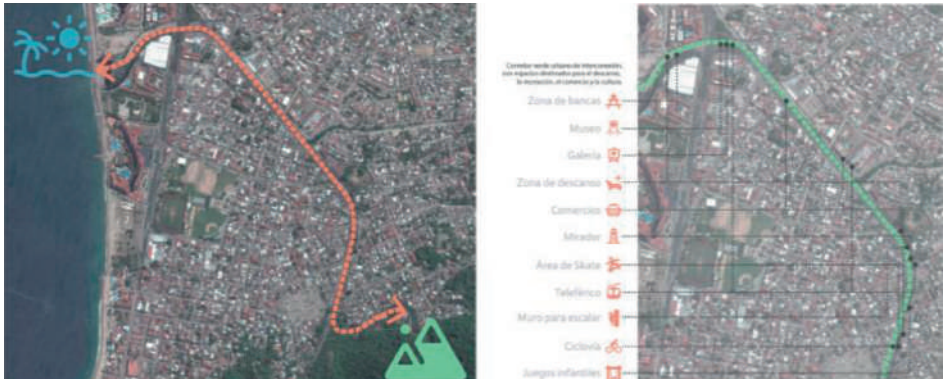 Corredor verde urbano de interconexión,
con espacios destinados para el descanso,
la recreación, el comercio y la cultura.
Zona de bancas
Museo
Galería
Zona de descanso
Comercios
Mirador
Área de Skate
Teleférico
Muro para escalar
Ciclovía
Juegos infantiles